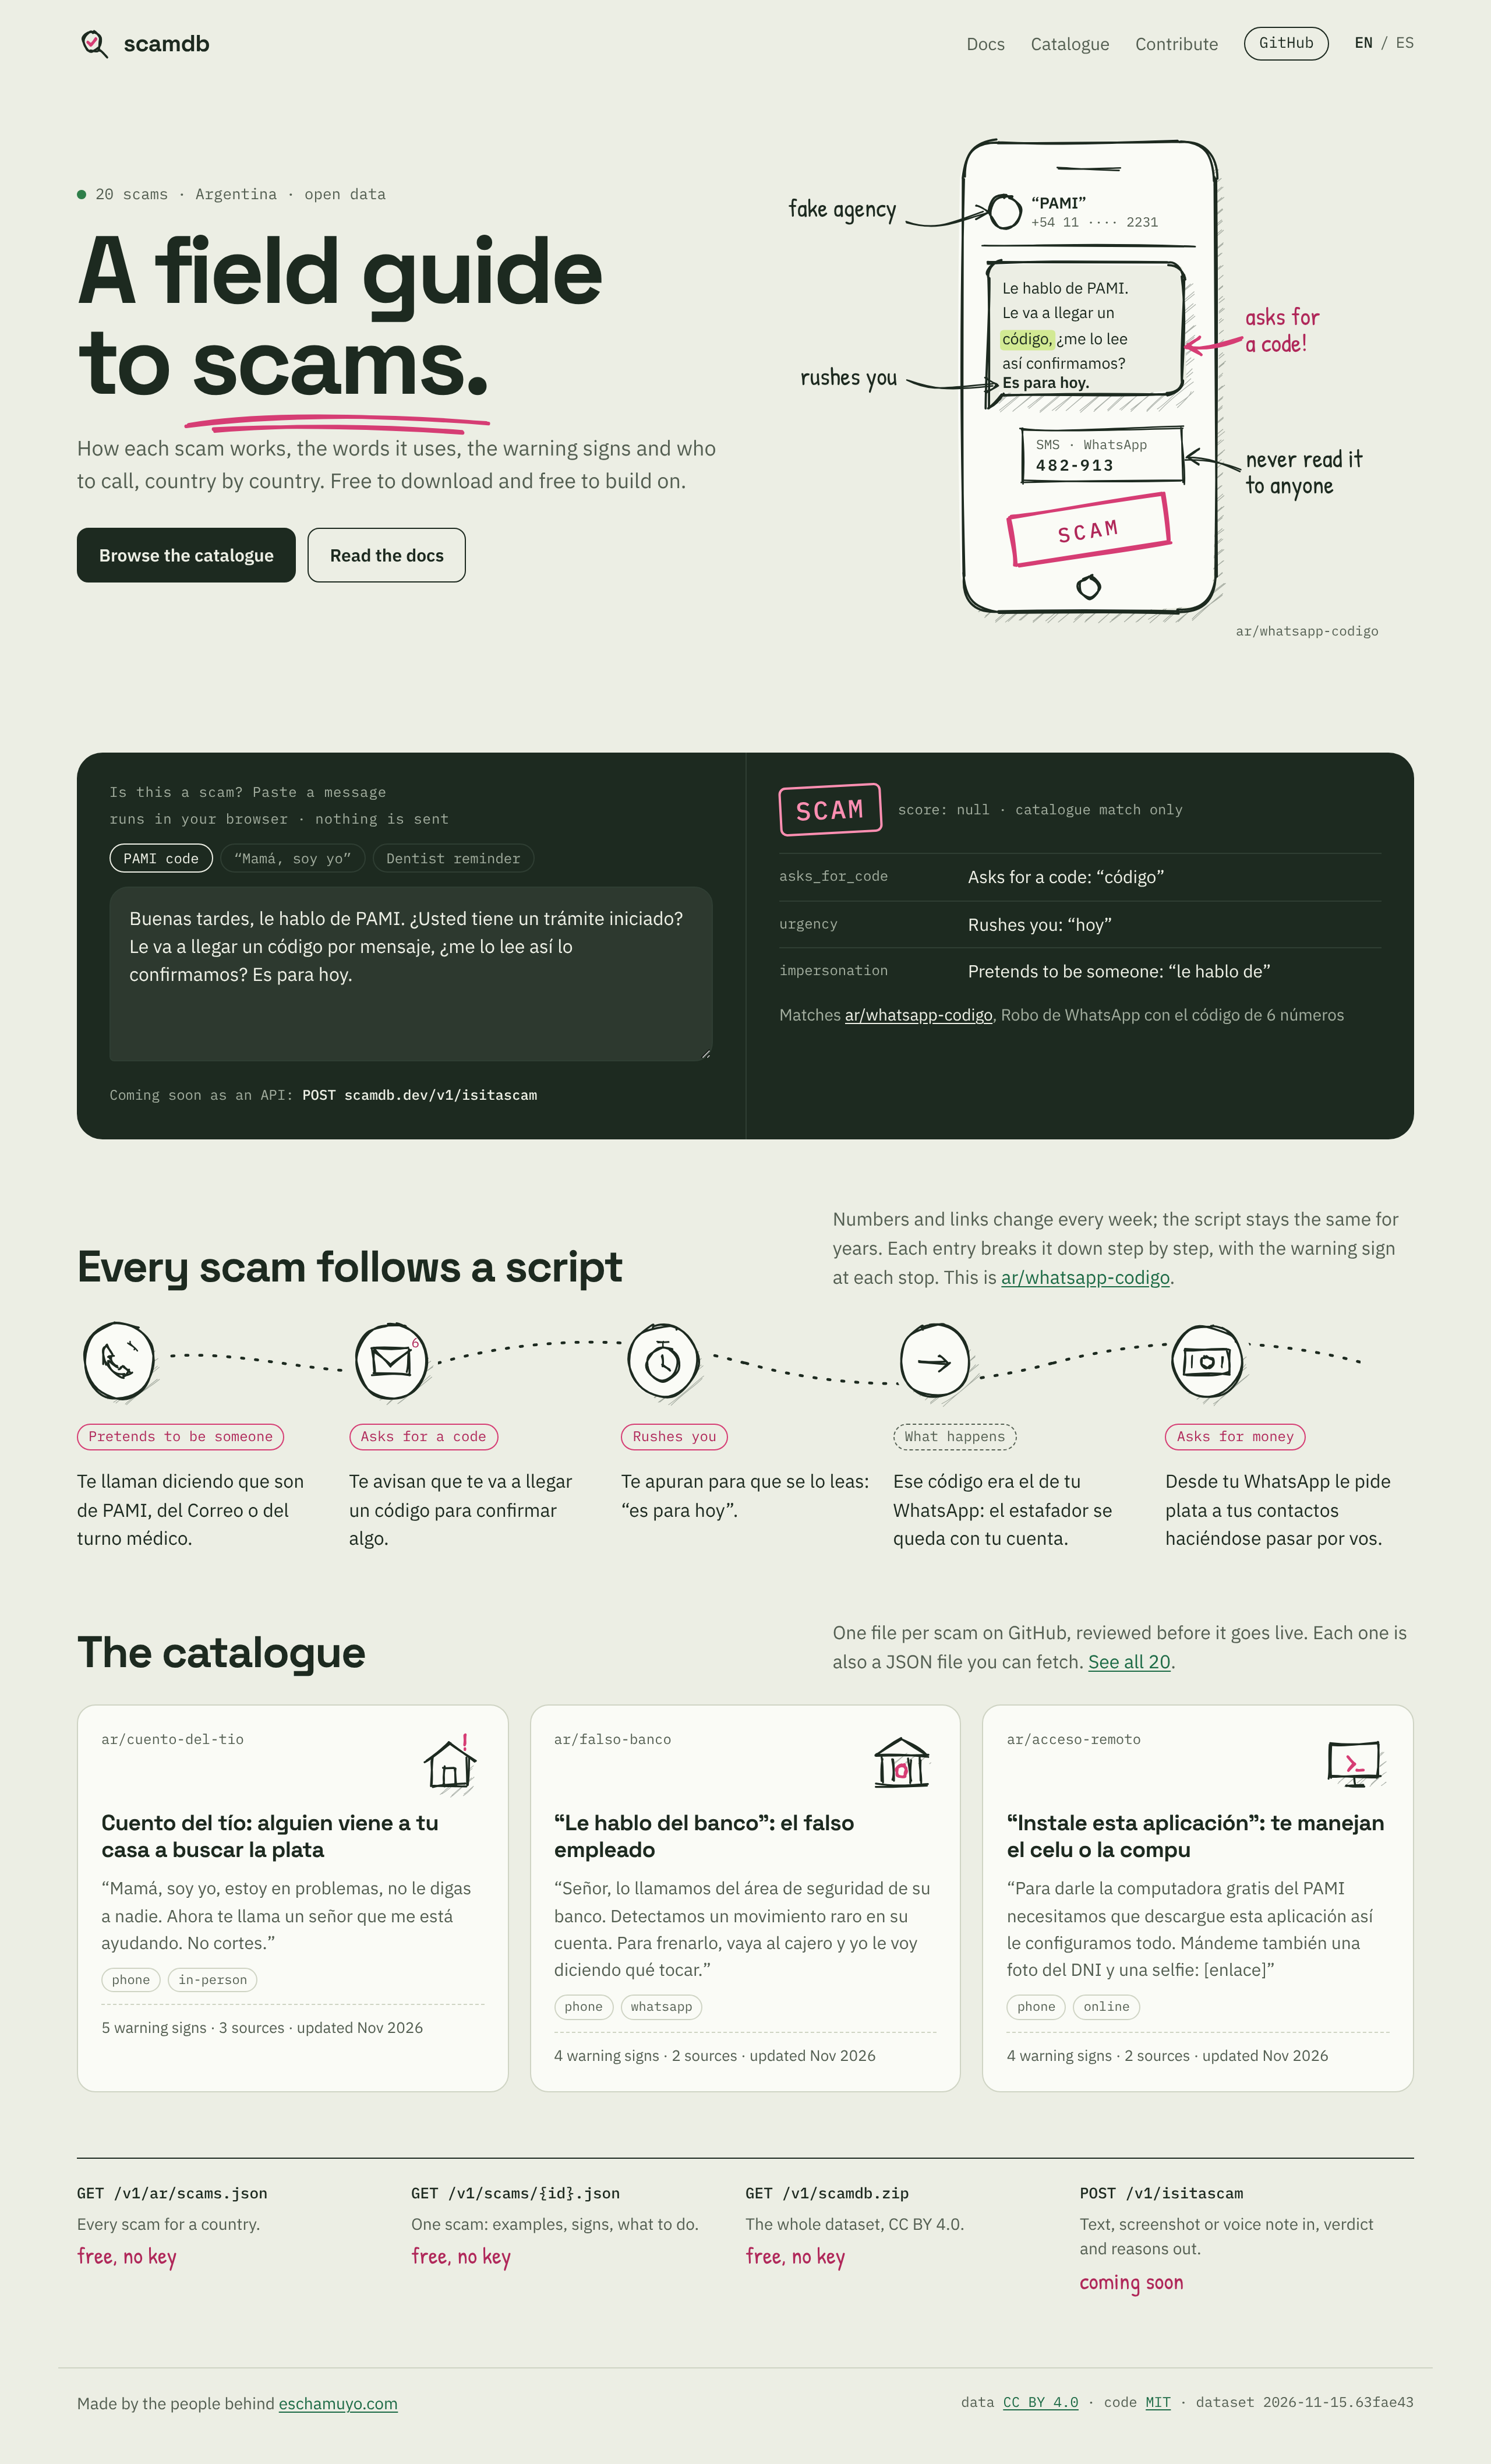 scamdb
Docs Catalogue Contribute GitHub EN / ES
20 scams · Argentina · open data
A field guide
to scams.
How each scam works, the words it uses, the warning signs and who
to call, country by country. Free to download and free to build on.
Browse the catalogue
Read the docs
fake agency
“PAMI”
+54 11 ···· 2231
Le hablo de PAMI.
Le va a llegar un
código, ¿me lo lee
así confirmamos?
Es para hoy.
asks for
a code!
rushes you
SMS · WhatsApp
482-913
never read it
to anyone
SCAM
ar/whatsapp-codigo
Is this a scam? Paste a message
runs in your browser · nothing is sent
PAMI code
“Mamá, soy yo”
Dentist reminder
Buenas tardes, le hablo de PAMI. ¿Usted tiene un trámite iniciado?
Le va a llegar un código por mensaje, ¿me lo lee así lo
confirmamos? Es para hoy.
Coming soon as an API: POST scamdb.dev/v1/isitascam
SCAM
score: null · catalogue match only
asks_for_code Asks for a code: “código”
urgency Rushes you: “hoy”
impersonation Pretends to be someone: “le hablo de”
Matches ar/whatsapp-codigo, Robo de WhatsApp con el código de 6 números
Every scam follows a script
Numbers and links change every week; the script stays the same for
years. Each entry breaks it down step by step, with the warning sign
at each stop. This is ar/whatsapp-codigo.
6
Pretends to be someone
Te llaman diciendo que son
de PAMI, del Correo o del
turno médico.
Asks for a code
Te avisan que te va a llegar
un código para confirmar
algo.
Rushes you
Te apuran para que se lo leas:
“es para hoy”.
What happens
Ese código era el de tu
WhatsApp: el estafador se
queda con tu cuenta.
Asks for money
Desde tu WhatsApp le pide
plata a tus contactos
haciéndose pasar por vos.
The catalogue
One file per scam on GitHub, reviewed before it goes live. Each one is
also a JSON file you can fetch. See all 20.
ar/cuento-del-tio
!
Cuento del tío: alguien viene a tu
casa a buscar la plata
“Mamá, soy yo, estoy en problemas, no le digas
a nadie. Ahora te llama un señor que me está
ayudando. No cortes.”
phone
in-person
5 warning signs · 3 sources · updated Nov 2026
ar/falso-banco
“Le hablo del banco”: el falso
empleado
“Señor, lo llamamos del área de seguridad de su
banco. Detectamos un movimiento raro en su
cuenta. Para frenarlo, vaya al cajero y yo le voy
diciendo qué tocar.”
phone
whatsapp
4 warning signs · 2 sources · updated Nov 2026
ar/acceso-remoto
“Instale esta aplicación”: te manejan
el celu o la compu
“Para darle la computadora gratis del PAMI
necesitamos que descargue esta aplicación así
le configuramos todo. Mándeme también una
foto del DNI y una selfie: [enlace]”
phone
online
4 warning signs · 2 sources · updated Nov 2026
GET /v1/ar/scams.json
Every scam for a country.
free, no key
GET /v1/scams/{id}.json
One scam: examples, signs, what to do.
free, no key
GET /v1/scamdb.zip
The whole dataset, CC BY 4.0.
free, no key
POST /v1/isitascam
Text, screenshot or voice note in, verdict
and reasons out.
coming soon
Made by the people behind eschamuyo.com
data CC BY 4.0 · code MIT · dataset 2026-11-15.63fae43